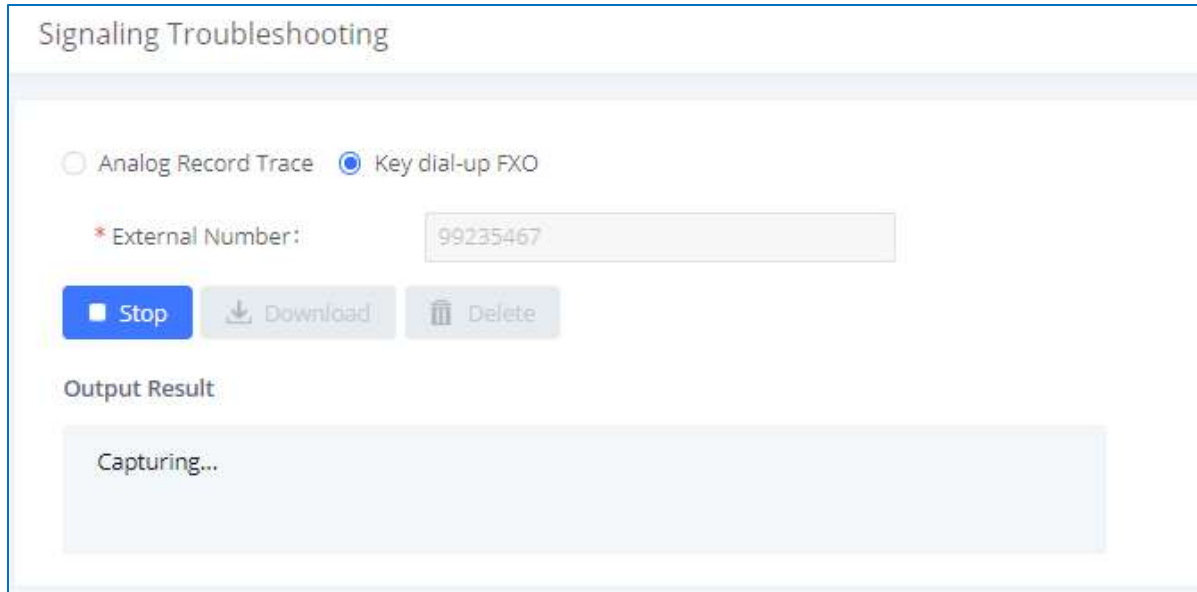 Signaling Troubleshooting
Analog Record Trace Key dial-up FXO
* External Number: 99235467
Stop Download Delete
Output Result
Capturing...